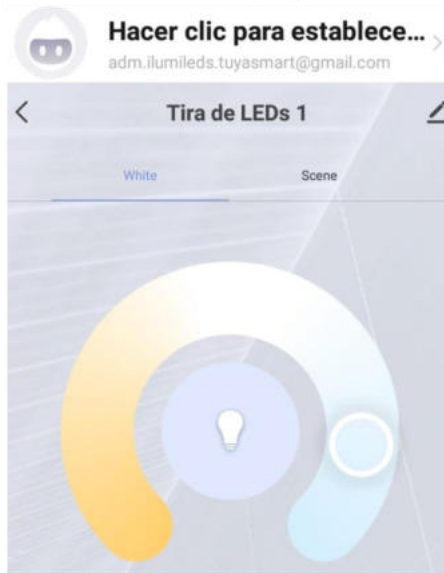 Hacer clic para establece...
adm.ilumileds.tuyasmart@gmail.com
Tira de LEDs 1
White
Scene